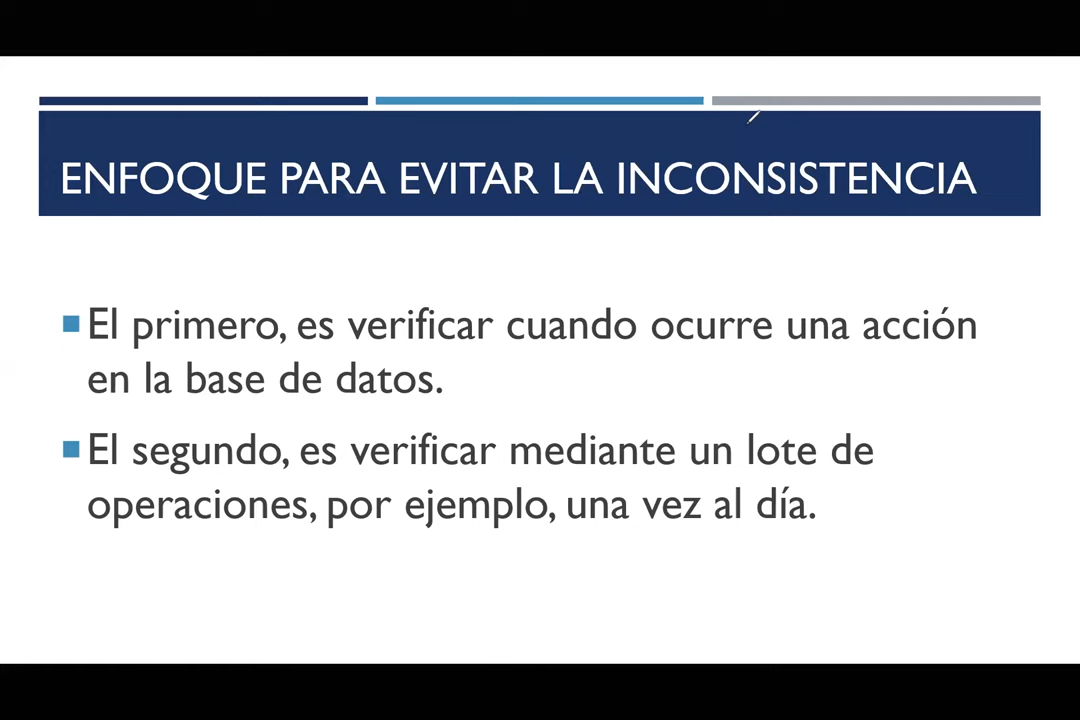 ENFOQUE PARA EVITAR LA INCONSISTENCIA
El primero, es verificar cuando ocurre una acción
en la base de datos.
El segundo, es verificar mediante un lote de
operaciones, por ejemplo, una vez al día.